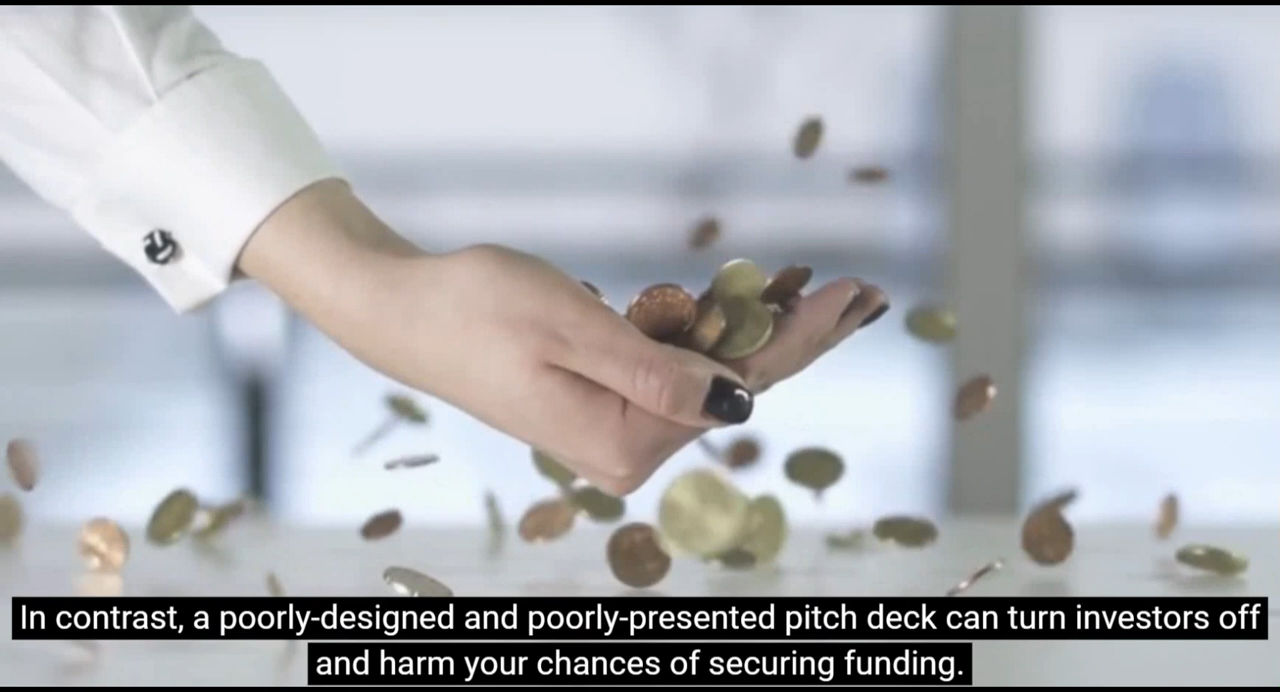 In contrast, a poorly-designed and poorly-presented pitch deck can turn investors off
and harm your chances of securing funding.